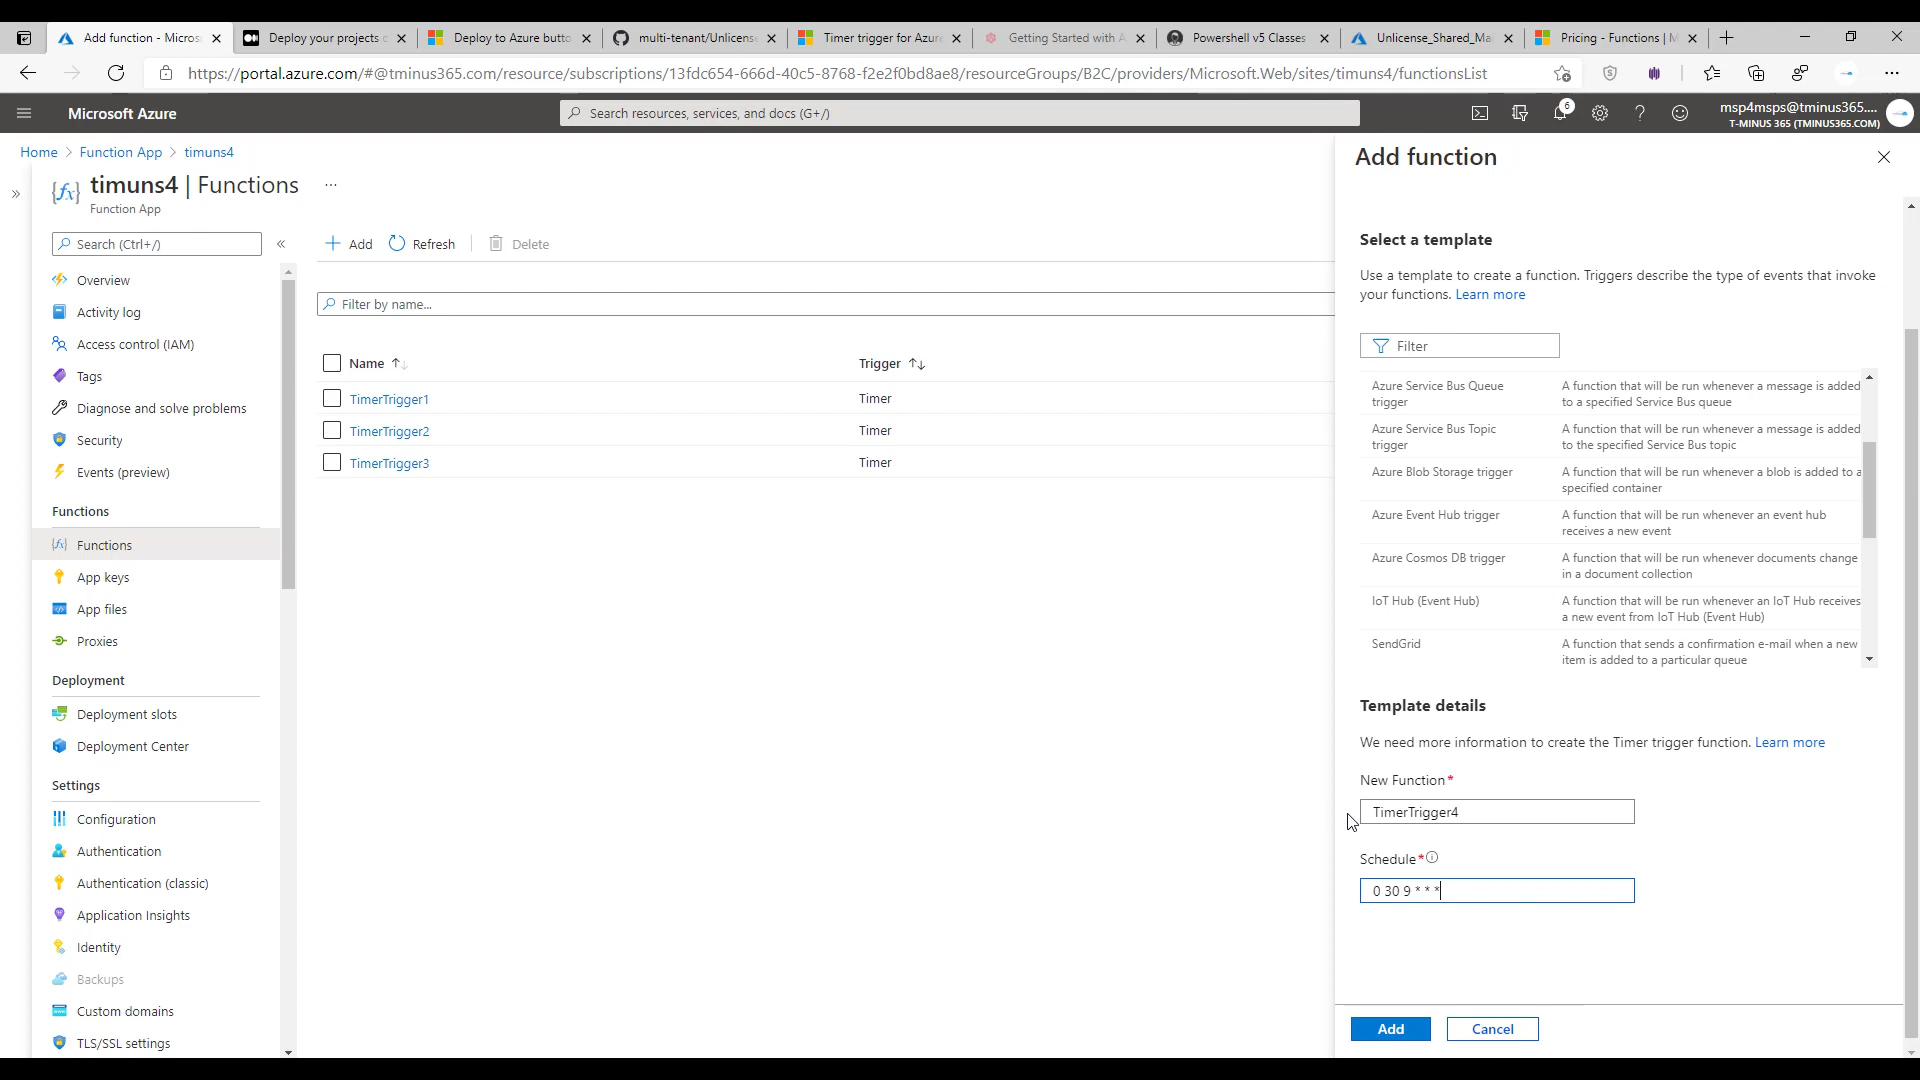 Add function - Micros
Deploy your projects
Deploy to Azure butto
multi-tenant/Unlicense
Timer trigger for Azur
Getting Started with A
Powershell v5 Classes
Unlicense_Shared_Ma
Pricing - Functions | M
https://portal.azure.com/#@tminus365.com/resource/subscriptions/13fdc654-666d-40c5-8768-f2e2f0bd8ae8/resourceGroups/B2C/providers/Microsoft.Web/sites/timuns4/functionsList
Microsoft Azure
Search resources, services, and docs (G+/)
6
msp4msps@tminus365....
T-MINUS 365 (TMINUS365.COM)
Home > Function App > timuns4
timuns4 | Functions ...
Function App
Search (Ctrl+/)
Overview
Activity log
Access control (IAM)
Tags
Diagnose and solve problems
Security
Events (preview)
Functions
Functions
App keys
App files
Proxies
Deployment
Deployment slots
Deployment Center
Settings
Configuration
Authentication
Authentication (classic)
Application Insights
Identity
Backups
Custom domains
TLS/SSL settings
Add Refresh Delete
Filter by name...
Name Trigger
TimerTrigger1 Timer
TimerTrigger2 Timer
TimerTrigger3 Timer
Add function
Select a template
Use a template to create a function. Triggers describe the type of events that invoke
your functions. Learn more
Filter
Azure Service Bus Queue A function that will be run whenever a message is added
trigger to a specified Service Bus queue
Azure Service Bus Topic A function that will be run whenever a message is added
trigger to the specified Service Bus topic
Azure Blob Storage trigger A function that will be run whenever a blob is added to a
specified container
Azure Event Hub trigger A function that will be run whenever an event hub
receives a new event
Azure Cosmos DB trigger A function that will be run whenever documents change
in a document collection
IoT Hub (Event Hub) A function that will be run whenever an IoT Hub receives
a new event from IoT Hub (Event Hub)
SendGrid A function that sends a confirmation e-mail when a new
item is added to a particular queue
Template details
We need more information to create the Timer trigger function. Learn more
New Function*
TimerTrigger4
Schedule*
0 30 9 * * *
Add Cancel